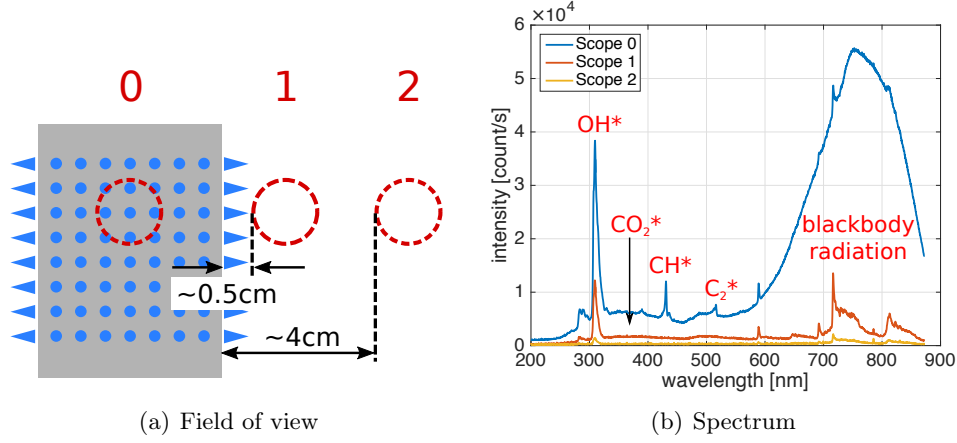 0 1 2
~0.5cm
~4cm
(a) Field of view
×10⁴
6
5
4
3
2
1
0
intensity [count/s]
Scope 0
Scope 1
Scope 2
OH*
CO₂*
CH*
C₂*
blackbody
radiation
200 300 400 500 600 700 800 900
wavelength [nm]
(b) Spectrum